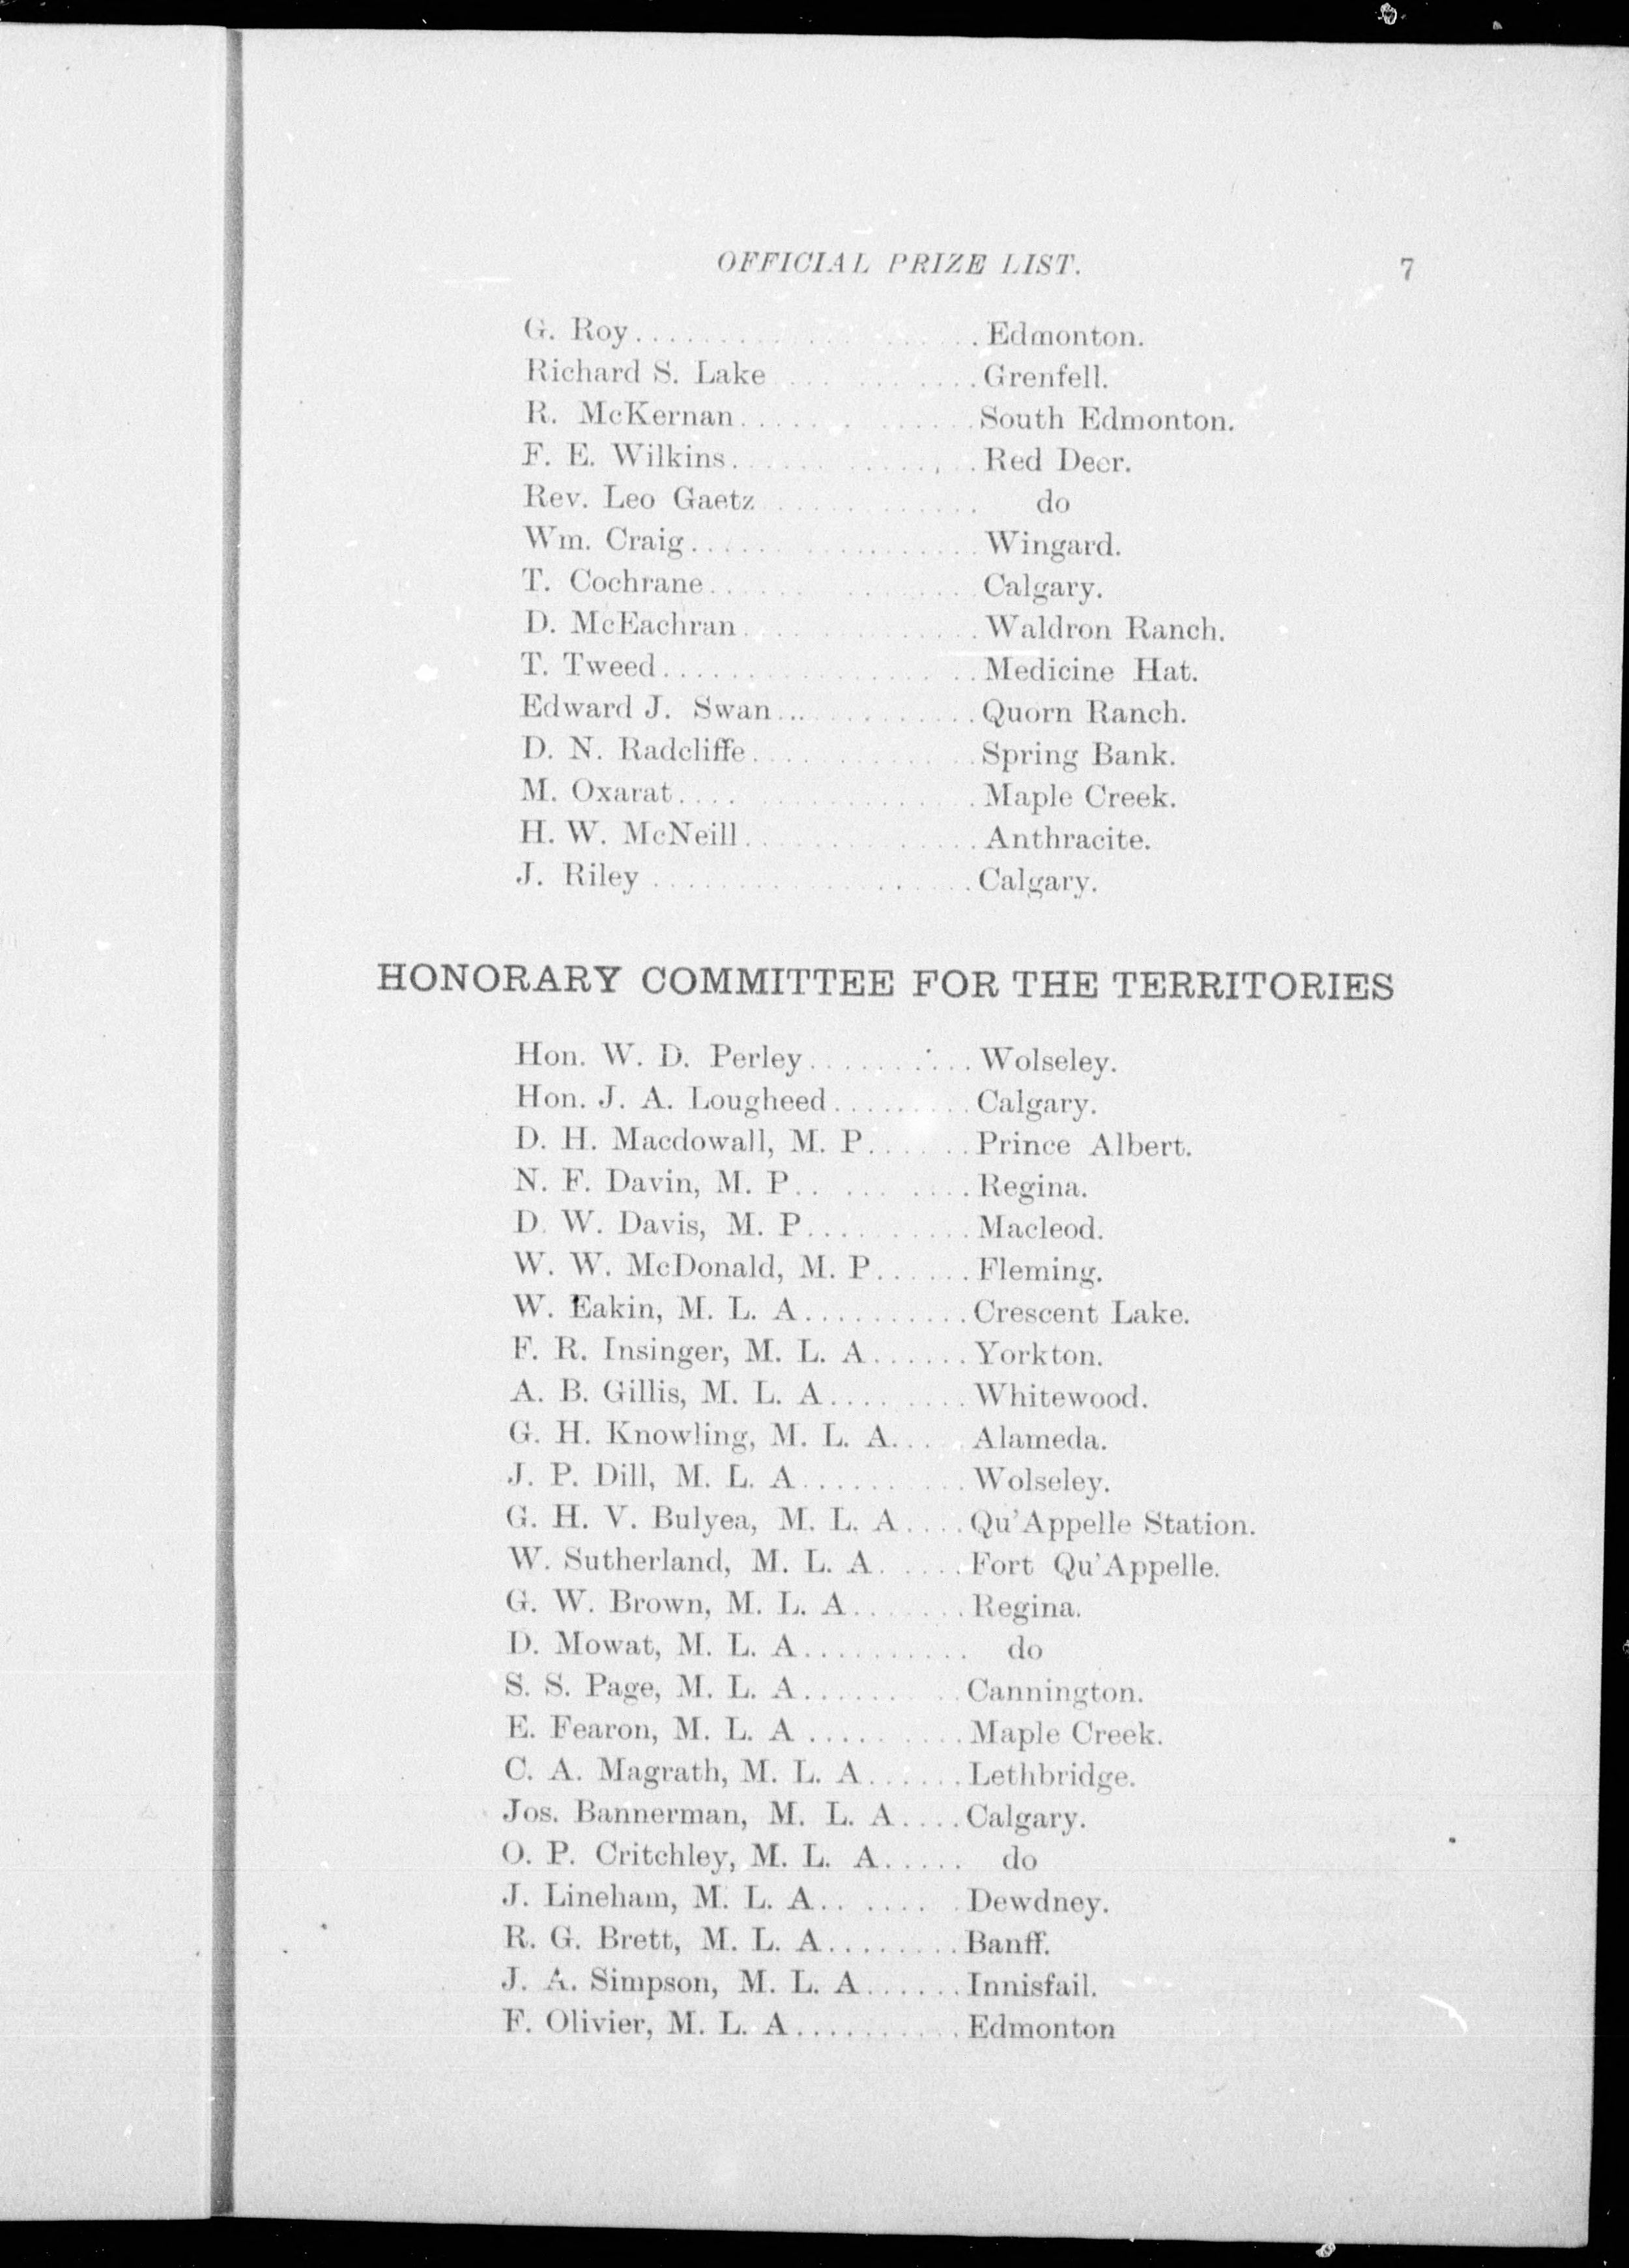 OFFICIAL PRIZE LIST. 7
G. Roy.....................Edmonton.
Richard S. Lake............Grenfell.
R. McKernan................South Edmonton.
F. E. Wilkins..............Red Deer.
Rev. Leo Gaetz............. do
Wm. Craig..................Wingard.
T. Cochrane................Calgary.
D. McEachran...............Waldron Ranch.
T. Tweed...................Medicine Hat.
Edward J. Swan.............Quorn Ranch.
D. N. Radcliffe............Spring Bank.
M. Oxarat..................Maple Creek.
H. W. McNeill..............Anthracite.
J. Riley...................Calgary.
HONORARY COMMITTEE FOR THE TERRITORIES
Hon. W. D. Perley..........Wolseley.
Hon. J. A. Lougheed.........Calgary.
D. H. Macdowall, M. P.......Prince Albert.
N. F. Davin, M. P..........Regina.
D. W. Davis, M. P..........Macleod.
W. W. McDonald, M. P......Fleming.
W. Eakin, M. L. A..........Crescent Lake.
F. R. Insinger, M. L. A......Yorkton.
A. B. Gillis, M. L. A.........Whitewood.
G. H. Knowling, M. L. A.....Alameda.
J. P. Dill, M. L. A..........Wolseley.
G. H. V. Bulyea, M. L. A....Qu'Appelle Station.
W. Sutherland, M. L. A......Fort Qu'Appelle.
G. W. Brown, M. L. A.......Regina.
D. Mowat, M. L. A.......... do
S. S. Page, M. L. A..........Cannington.
E. Fearon, M. L. A..........Maple Creek.
C. A. Magrath, M. L. A......Lethbridge.
Jos. Bannerman, M. L. A....Calgary.
O. P. Critchley, M. L. A..... do
J. Lineham, M. L. A.........Dewdney.
R. G. Brett, M. L. A........Banff.
J. A. Simpson, M. L. A......Innisfail.
F. Olivier, M. L. A..........Edmonton